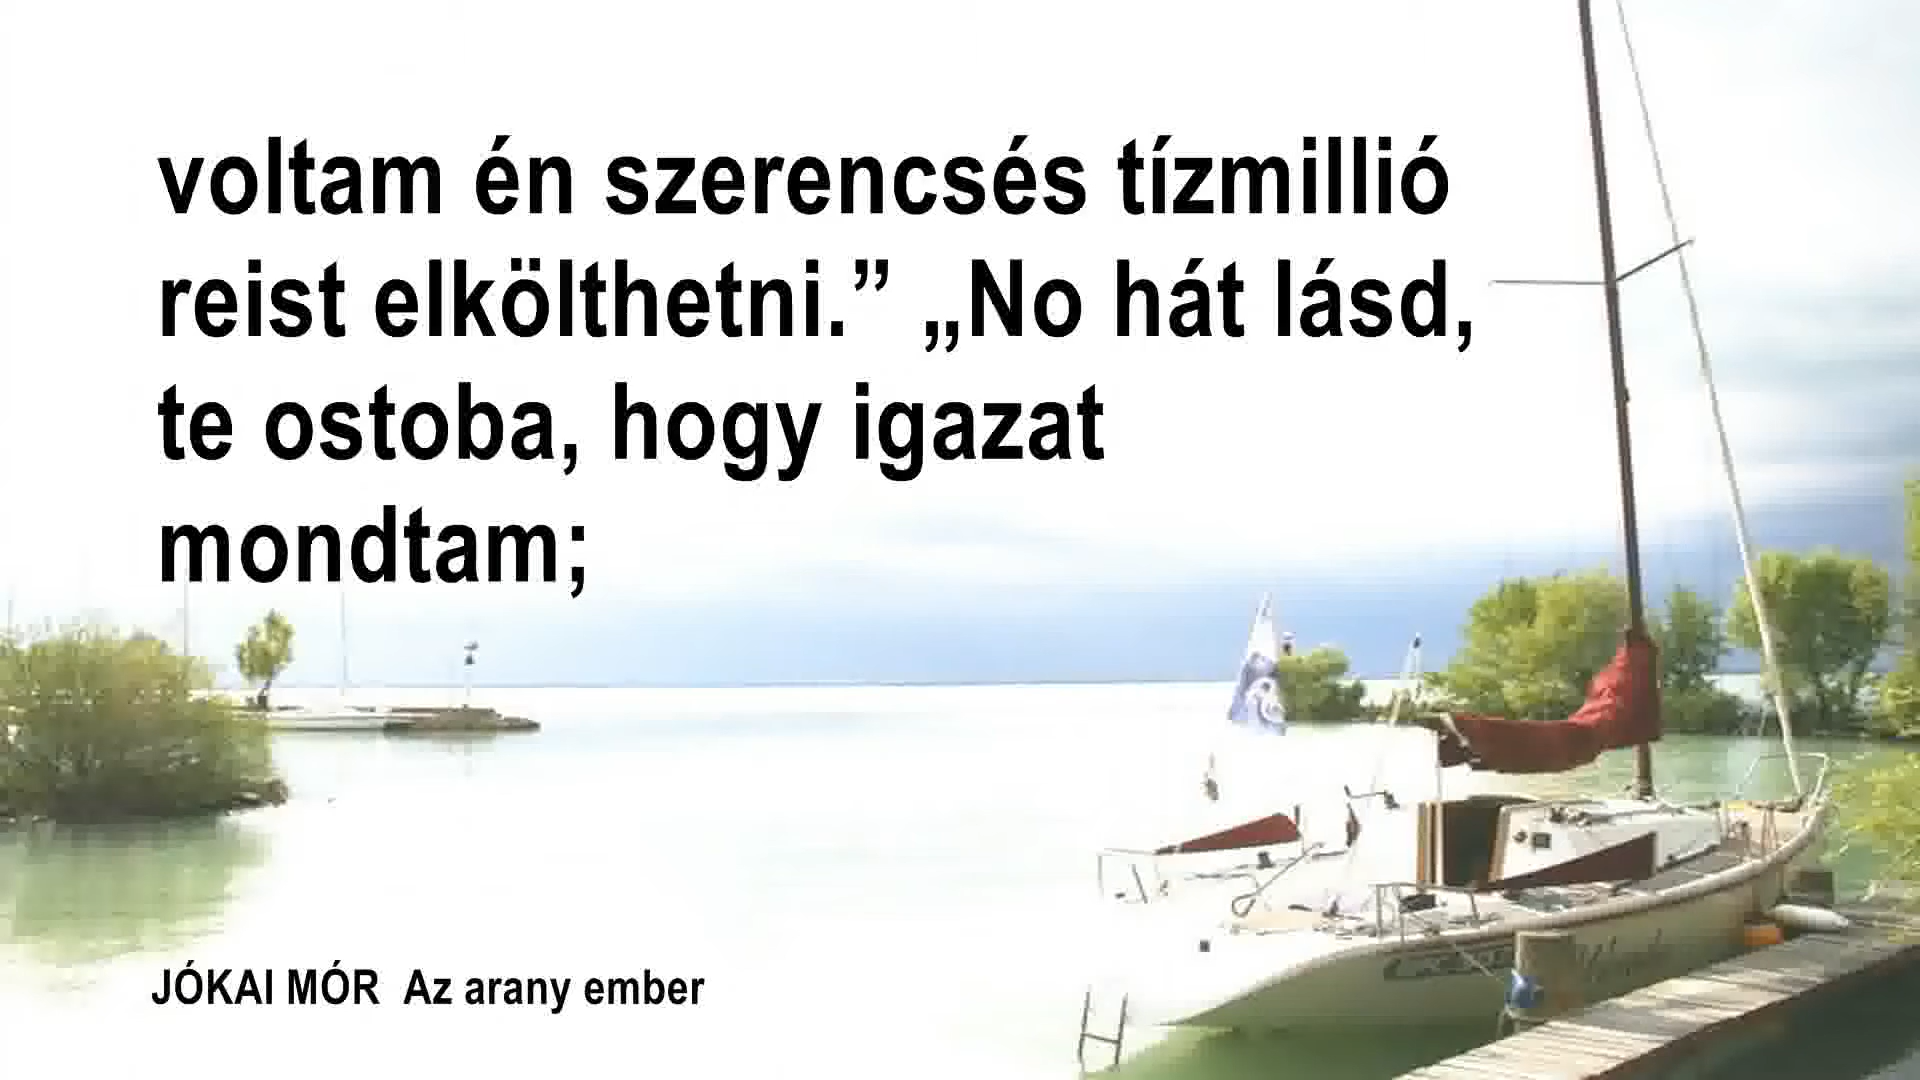 voltam én szerencsés tízmillió
reist elkölthetni.” „No hát lásd,
te ostoba, hogy igazat
mondtam;
JÓKAI MÓR Az arany ember